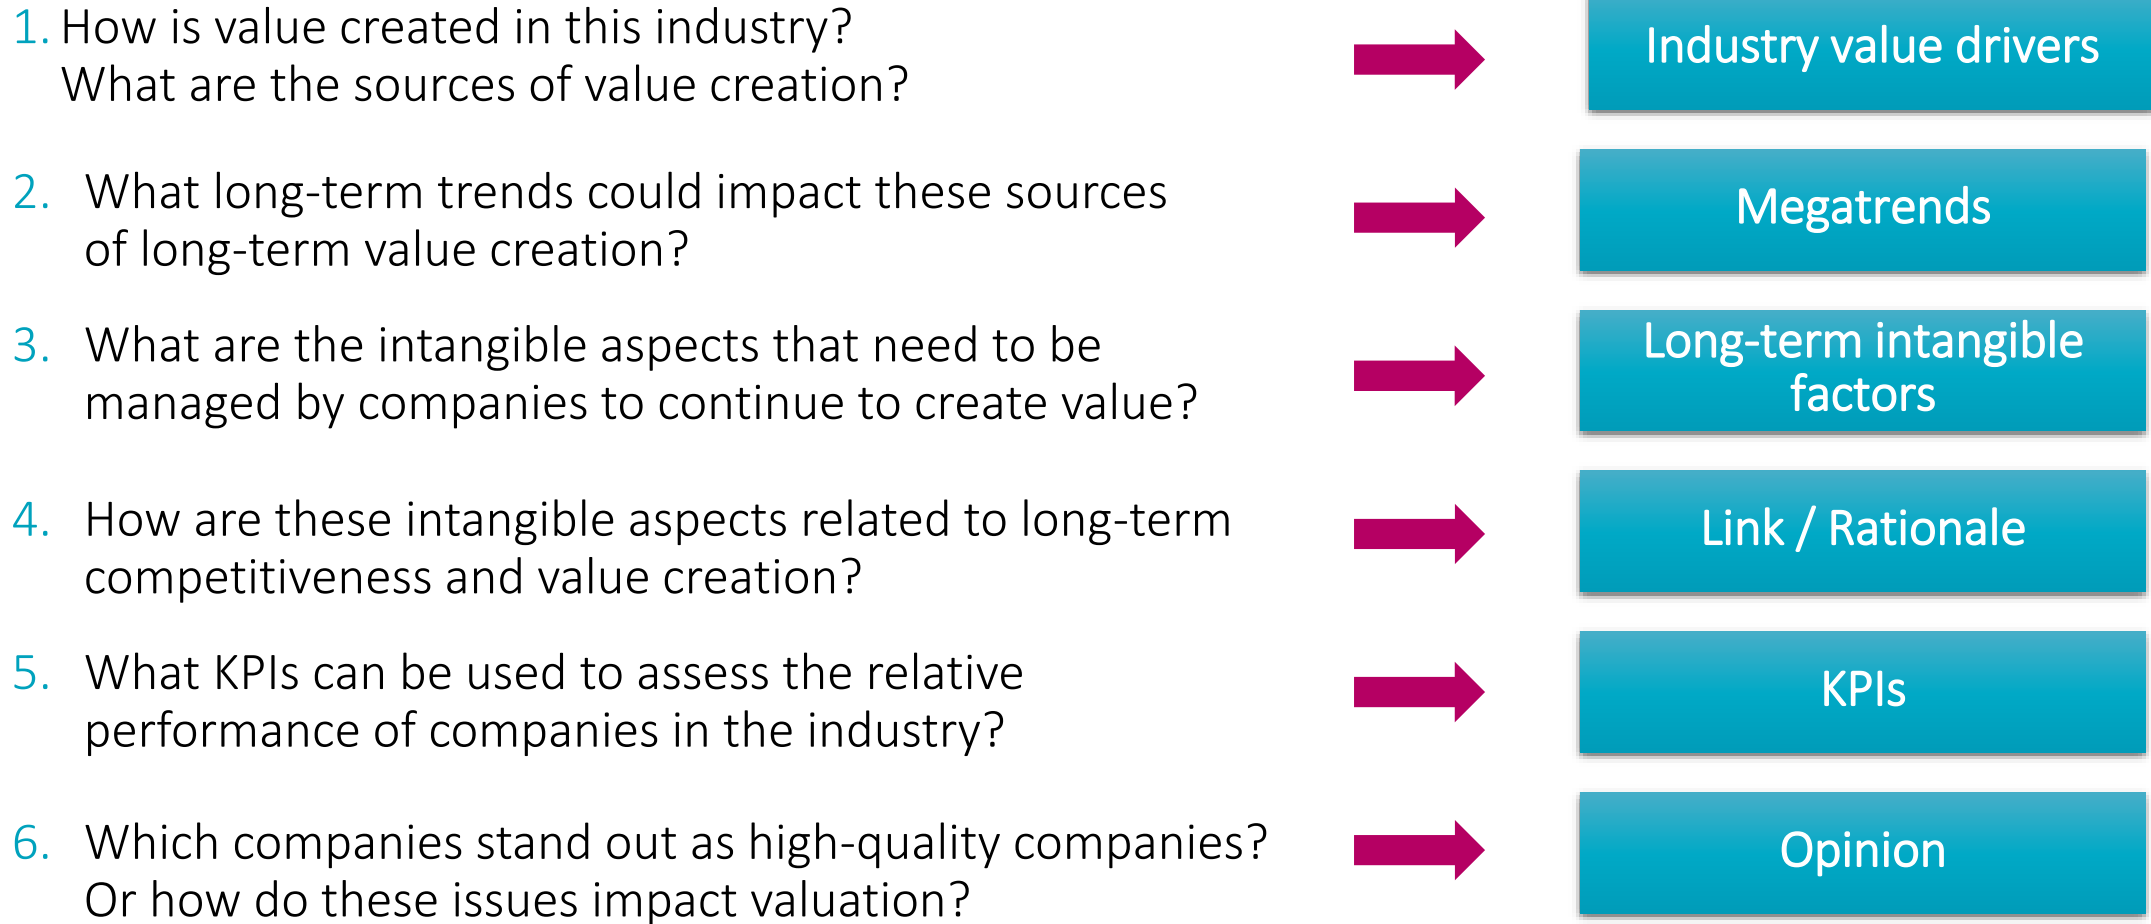 1. How is value created in this industry?
What are the sources of value creation?
Industry value drivers
2. What long-term trends could impact these sources
of long-term value creation?
Megatrends
3. What are the intangible aspects that need to be
managed by companies to continue to create value?
Long-term intangible
factors
4. How are these intangible aspects related to long-term
competitiveness and value creation?
Link / Rationale
5. What KPIs can be used to assess the relative
performance of companies in the industry?
KPIs
6. Which companies stand out as high-quality companies?
Or how do these issues impact valuation?
Opinion